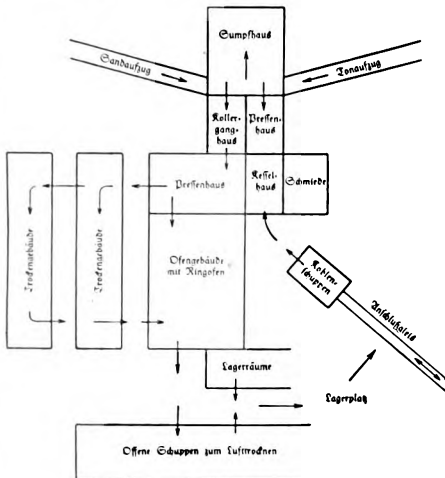 Sumpfhaus
Sandaufzug
Tonaufzug
Koller-
gang-
haus
Pressen-
haus
Pressenhaus
Kessel-
haus
Schmiede
Trockengebäude
Trockengebäude
Ofengebäude
mit Ringofen
Kohlen-
schuppen
Anschlußgleis
Lagerräume
Lagerplatz
Offene Schuppen zum Lufttrocknen